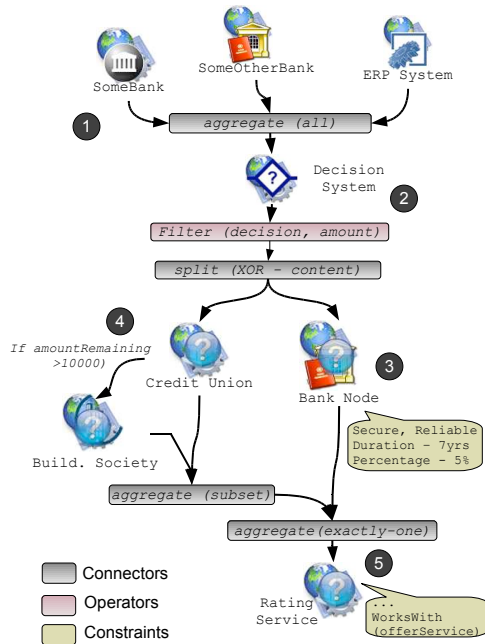 SomeBank
SomeOtherBank
ERP System
1
aggregate (all)
?
Decision
System
2
Filter (decision, amount)
split (XOR - content)
4
If amountRemaining
>10000)
?
Credit Union
?
3
Bank Node
?
Build. Society
Secure, Reliable
Duration - 7yrs
Percentage - 5%
aggregate (subset)
aggregate(exactly-one)
5
?
Rating
Service
...
WorksWith
(offerService)
Connectors
Operators
Constraints